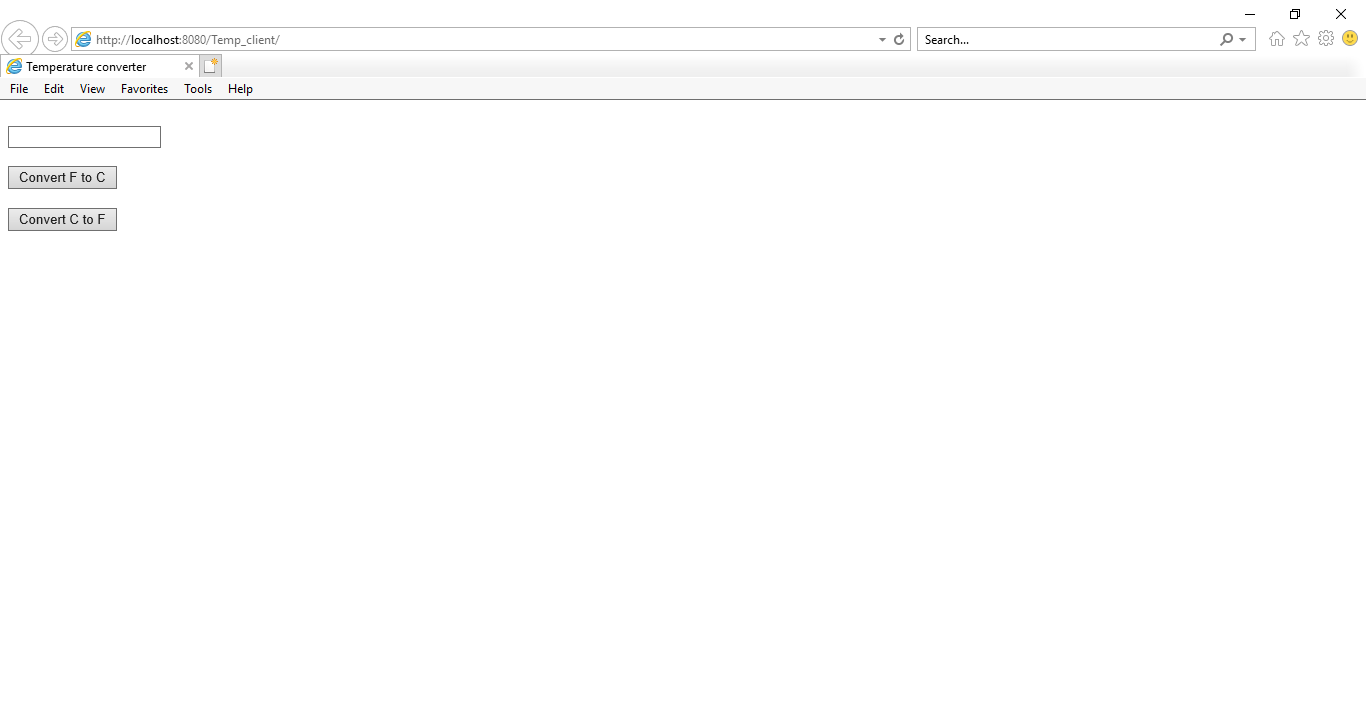 http://localhost:8080/Temp_client/
Search...
Temperature converter
File Edit View Favorites Tools Help
Convert F to C
Convert C to F